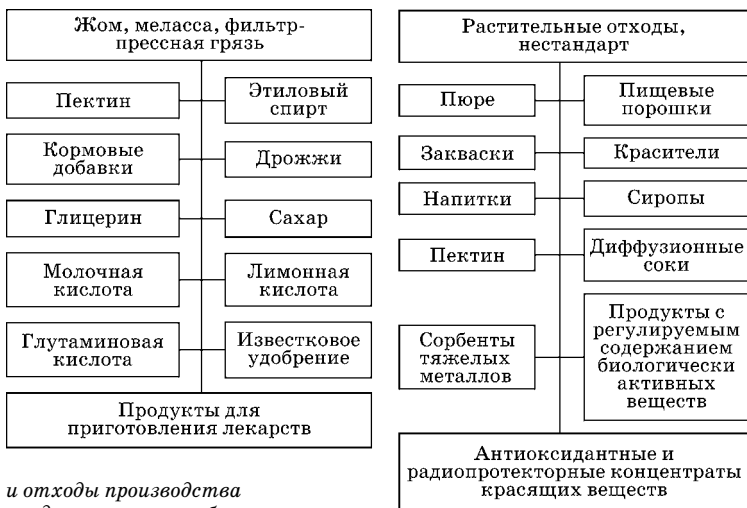 Жом, меласса, фильтр-
прессная грязь
Пектин
Этиловый
спирт
Кормовые
добавки
Дрожжи
Глицерин
Сахар
Молочная
кислота
Лимонная
кислота
Глутаминовая
кислота
Известковое
удобрение
Продукты для
приготовления лекарств
и отходы производства
Растительные отходы,
нестандарт
Пюре
Пищевые
порошки
Закваски
Красители
Напитки
Сиропы
Пектин
Диффузионные
соки
Сорбенты
тяжелых
металлов
Продукты с
регулируемым
содержанием
биологически
активных
веществ
Антиоксидантные и
радиопротекторные концентраты
красящих веществ